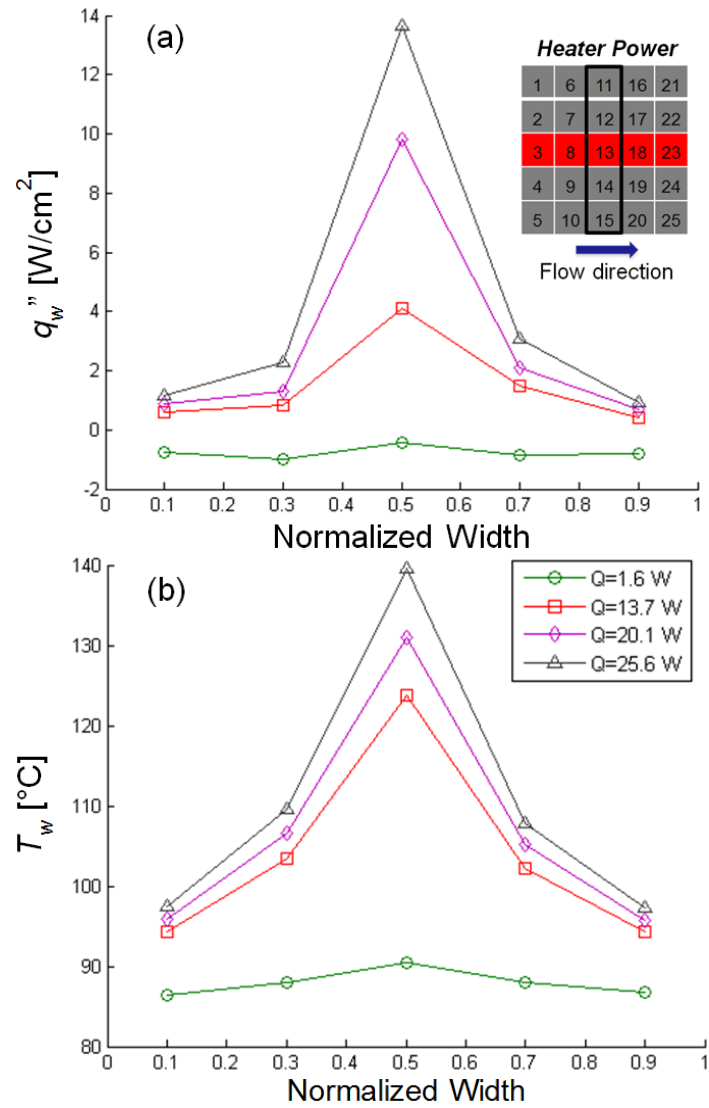 (a)
Heater Power
1 6 11 16 21
2 7 12 17 22
3 8 13 18 23
4 9 14 19 24
5 10 15 20 25
Flow direction
q_w” [W/cm²]
14
12
10
8
6
4
2
0
-2
0 0.1 0.2 0.3 0.4 0.5 0.6 0.7 0.8 0.9 1
Normalized Width
(b)
Q=1.6 W
Q=13.7 W
Q=20.1 W
Q=25.6 W
T_w [°C]
140
130
120
110
100
90
80
0 0.1 0.2 0.3 0.4 0.5 0.6 0.7 0.8 0.9 1
Normalized Width